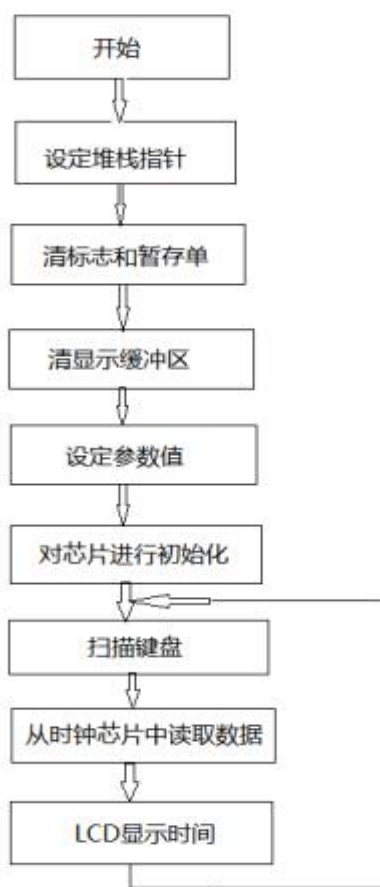 开始
设定堆栈指针
清标志和暂存单
清显示缓冲区
设定参数值
对芯片进行初始化
扫描键盘
从时钟芯片中读取数据
LCD显示时间